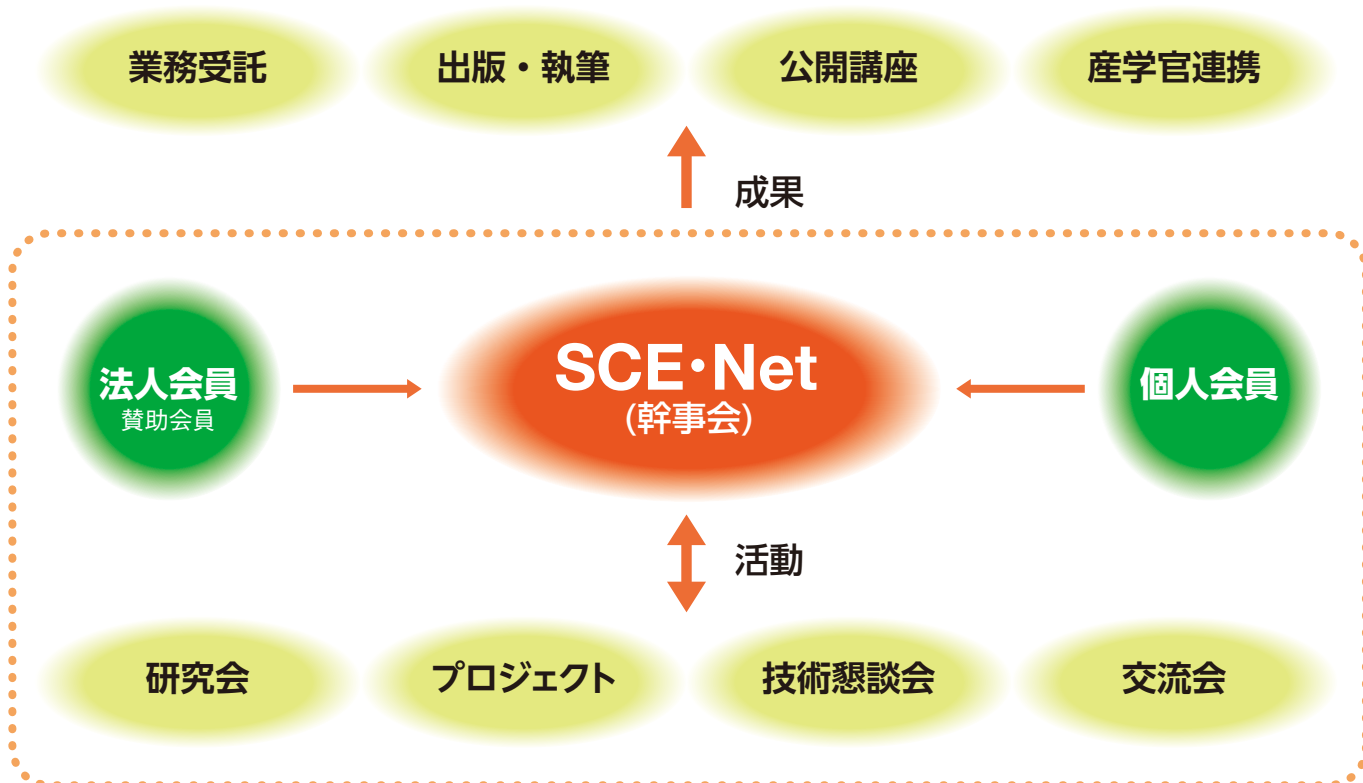 業務受託
出版・執筆
公開講座
産学官連携
成果
法人会員
賛助会員
SCE・Net
(幹事会)
個人会員
活動
研究会
プロジェクト
技術懇談会
交流会